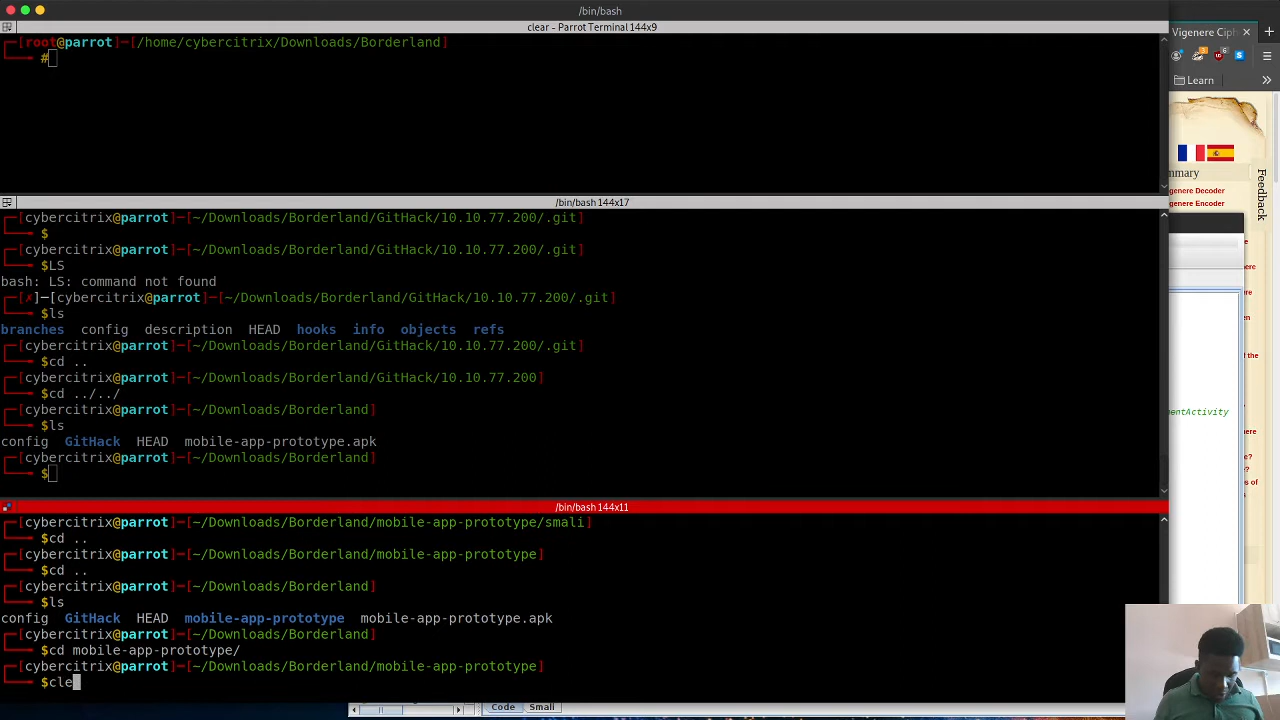 /bin/bash
clear - Parrot Terminal 144x9
┌─[root@parrot]─[/home/cybercitrix/Downloads/Borderland]
└──╼ #
/bin/bash 144x17
┌─[cybercitrix@parrot]─[~/Downloads/Borderland/GitHack/10.10.77.200/.git]
└──╼ $
┌─[cybercitrix@parrot]─[~/Downloads/Borderland/GitHack/10.10.77.200/.git]
└──╼ $LS
bash: LS: command not found
┌─[✗]─[cybercitrix@parrot]─[~/Downloads/Borderland/GitHack/10.10.77.200/.git]
└──╼ $ls
branches config description HEAD hooks info objects refs
┌─[cybercitrix@parrot]─[~/Downloads/Borderland/GitHack/10.10.77.200/.git]
└──╼ $cd ..
┌─[cybercitrix@parrot]─[~/Downloads/Borderland/GitHack/10.10.77.200]
└──╼ $cd ../../
┌─[cybercitrix@parrot]─[~/Downloads/Borderland]
└──╼ $ls
config GitHack HEAD mobile-app-prototype.apk
┌─[cybercitrix@parrot]─[~/Downloads/Borderland]
└──╼ $
/bin/bash 144x11
┌─[cybercitrix@parrot]─[~/Downloads/Borderland/mobile-app-prototype/smali]
└──╼ $cd ..
┌─[cybercitrix@parrot]─[~/Downloads/Borderland/mobile-app-prototype]
└──╼ $cd ..
┌─[cybercitrix@parrot]─[~/Downloads/Borderland]
└──╼ $ls
config GitHack HEAD mobile-app-prototype mobile-app-prototype.apk
┌─[cybercitrix@parrot]─[~/Downloads/Borderland]
└──╼ $cd mobile-app-prototype/
┌─[cybercitrix@parrot]─[~/Downloads/Borderland/mobile-app-prototype]
└──╼ $cle
Code Smali
Vigenere Ciph
Learn
mmary
Feedback
igenere Decoder
igenere Encoder
mentActivity